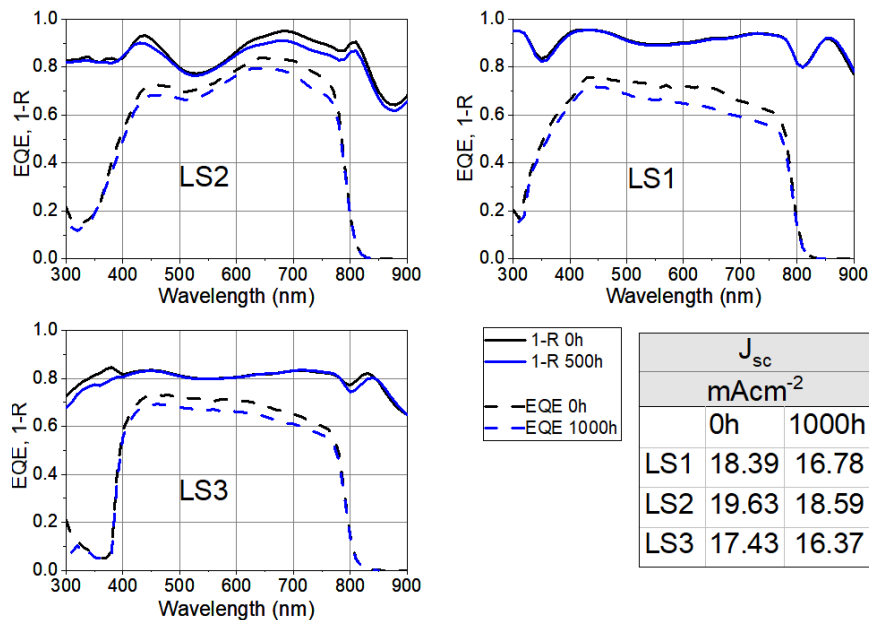 EQE, 1-R
1.0
0.8
0.6
0.4
0.2
0.0
LS2
300 400 500 600 700 800 900
Wavelength (nm)
EQE, 1-R
1.0
0.8
0.6
0.4
0.2
0.0
LS1
300 400 500 600 700 800 900
Wavelength (nm)
EQE, 1-R
1.0
0.8
0.6
0.4
0.2
0.0
LS3
300 400 500 600 700 800 900
Wavelength (nm)
1-R 0h
1-R 500h
EQE 0h
EQE 1000h
Jsc
mAcm-2
0h 1000h
LS1 18.39 16.78
LS2 19.63 18.59
LS3 17.43 16.37